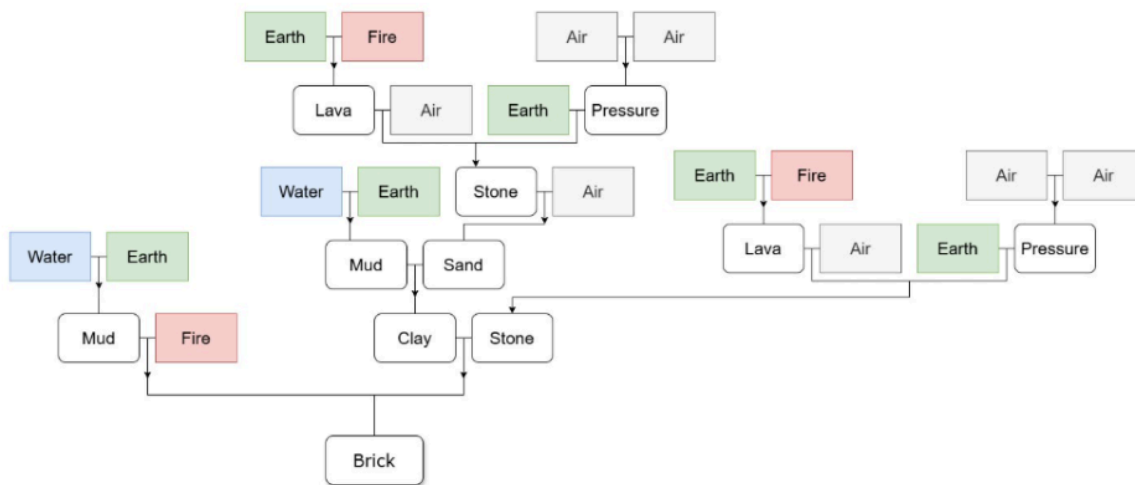 Earth Fire Air Air
Lava Air Earth Pressure
Earth Fire Air Air
Water Earth Stone Air
Water Earth Mud Sand Lava Air Earth Pressure
Mud Fire Clay Stone
Brick